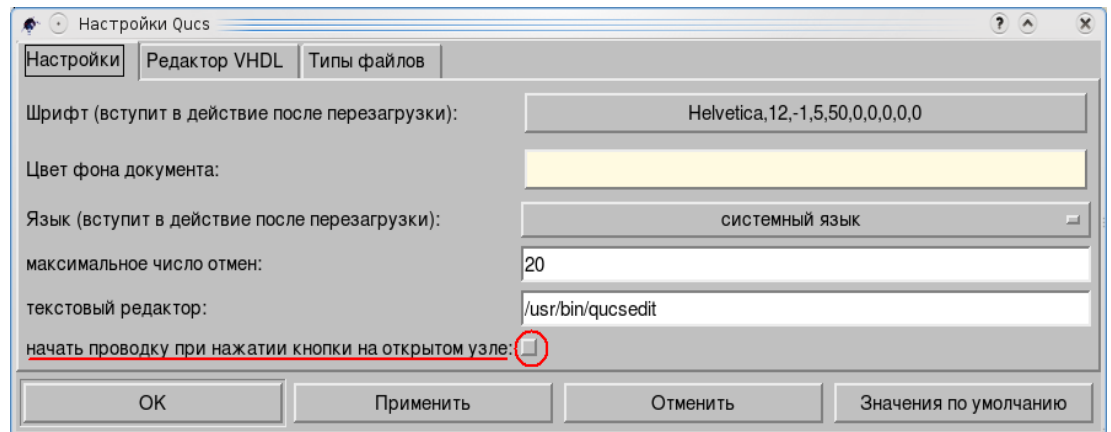 Настройки Qucs
Настройки Редактор VHDL Типы файлов
Шрифт (вступит в действие после перезагрузки): Helvetica,12,-1,5,50,0,0,0,0,0
Цвет фона документа:
Язык (вступит в действие после перезагрузки): системный язык
максимальное число отмен: 20
текстовый редактор: /usr/bin/qucsedit
начать проводку при нажатии кнопки на открытом узле:
OK Применить Отменить Значения по умолчанию